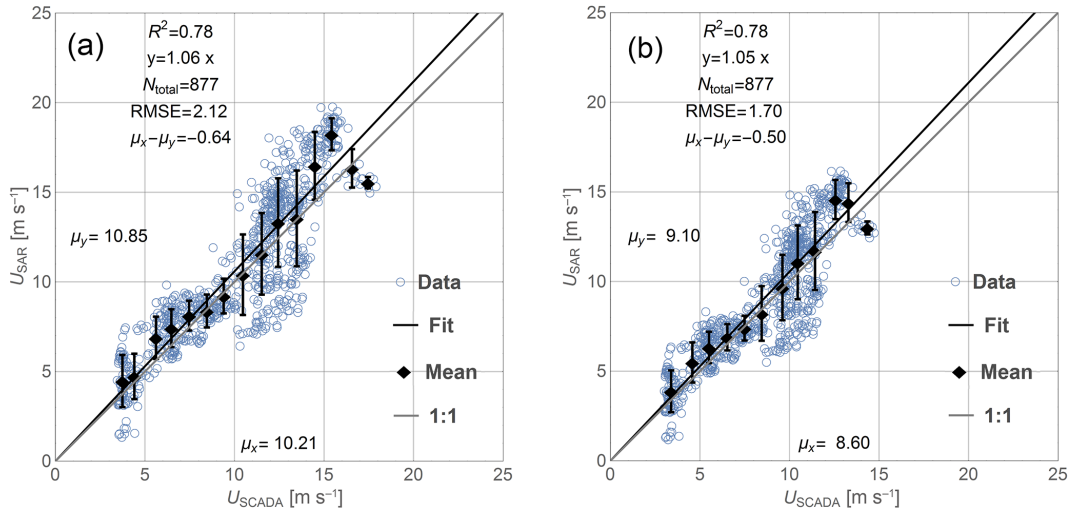 (a)
R²=0.78
y=1.06 x
Ntotal=877
RMSE=2.12
μx−μy=−0.64
μy= 10.85
μx= 10.21
Data
Fit
Mean
1:1
25
20
15
10
5
0
USAR [m s⁻¹]
0 5 10 15 20 25
USCADA [m s⁻¹]
(b)
R²=0.78
y=1.05 x
Ntotal=877
RMSE=1.70
μx−μy=−0.50
μy= 9.10
μx= 8.60
Data
Fit
Mean
1:1
25
20
15
10
5
0
USAR [m s⁻¹]
0 5 10 15 20 25
USCADA [m s⁻¹]